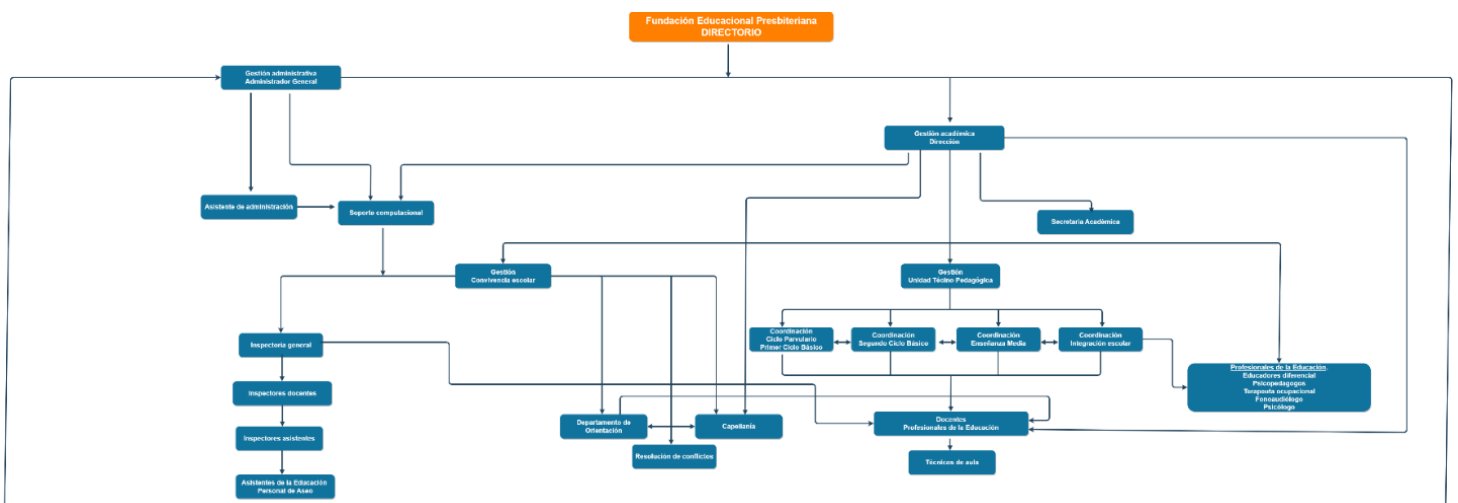 Fundación Educacional Presbiteriana
DIRECTORIO
Gestión administrativa
Administrador General
Gestión académica
Dirección
Asistente de administración
Soporte computacional
Secretaria Académica
Gestión
Convivencia escolar
Gestión
Unidad Técino Pedagógica
Coordinación
Ciclo Parvulario
Primer Ciclo Básico
Coordinación
Segundo Ciclo Básico
Coordinación
Enseñanza Media
Coordinación
Integración escolar
Inspectoría general
Profesionales de la Educación.
Educadores diferencial
Psicopedagogos
Terapeuta ocupacional
Fonoaudiólogo
Psicólogo
Inspectores docentes
Departamento de
Orientación
Capellanía
Docentes
Profesionales de la Educación
Inspectores asistentes
Resolución de conflictos
Técnicos de aula
Asistentes de la Educación
Personal de Aseo